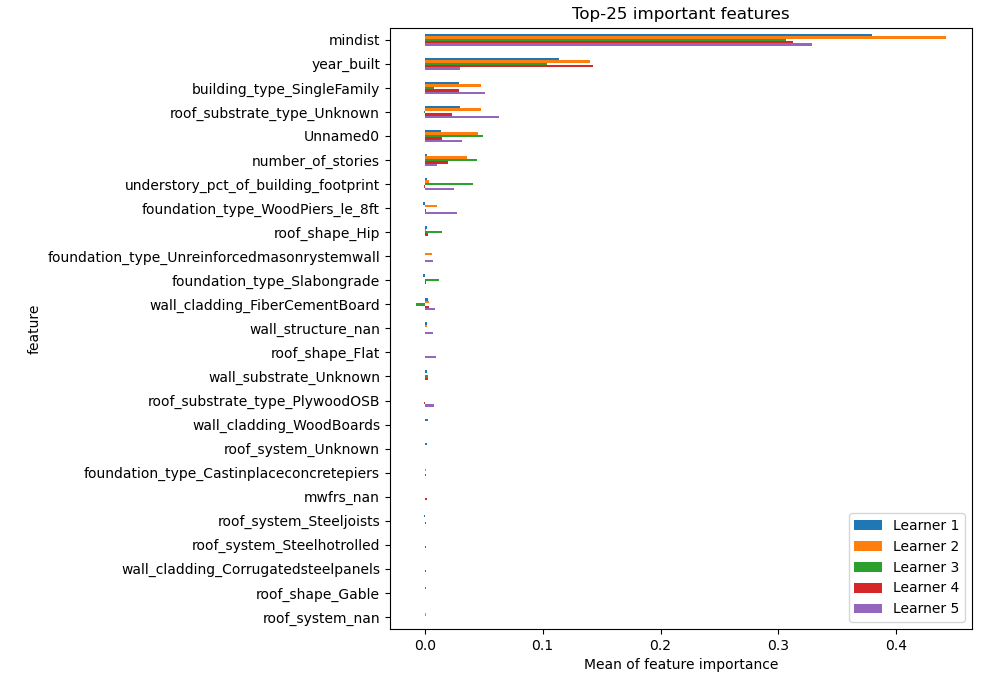 Top-25 important features
mindist
year_built
building_type_SingleFamily
roof_substrate_type_Unknown
Unnamed0
number_of_stories
understory_pct_of_building_footprint
foundation_type_WoodPiers_le_8ft
roof_shape_Hip
foundation_type_Unreinforcedmasonrystemwall
foundation_type_Slabongrade
wall_cladding_FiberCementBoard
wall_structure_nan
roof_shape_Flat
wall_substrate_Unknown
roof_substrate_type_PlywoodOSB
wall_cladding_WoodBoards
roof_system_Unknown
foundation_type_Castinplaceconcretepiers
mwfrs_nan
roof_system_Steeljoists
roof_system_Steelhotrolled
wall_cladding_Corrugatedsteelpanels
roof_shape_Gable
roof_system_nan
feature
Learner 1
Learner 2
Learner 3
Learner 4
Learner 5
0.0 0.1 0.2 0.3 0.4
Mean of feature importance